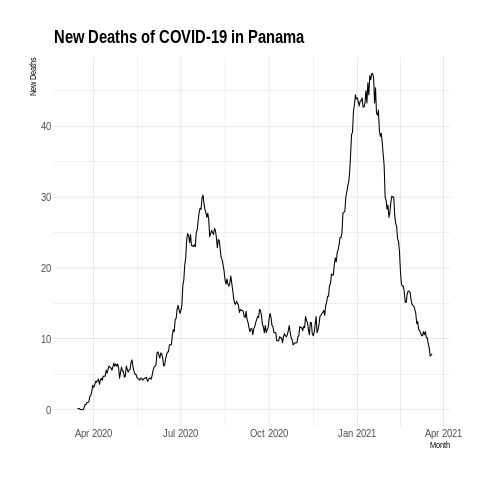 New Deaths of COVID-19 in Panama
New Deaths
40
30
20
10
0
Apr 2020
Jul 2020
Oct 2020
Jan 2021
Apr 2021
Month